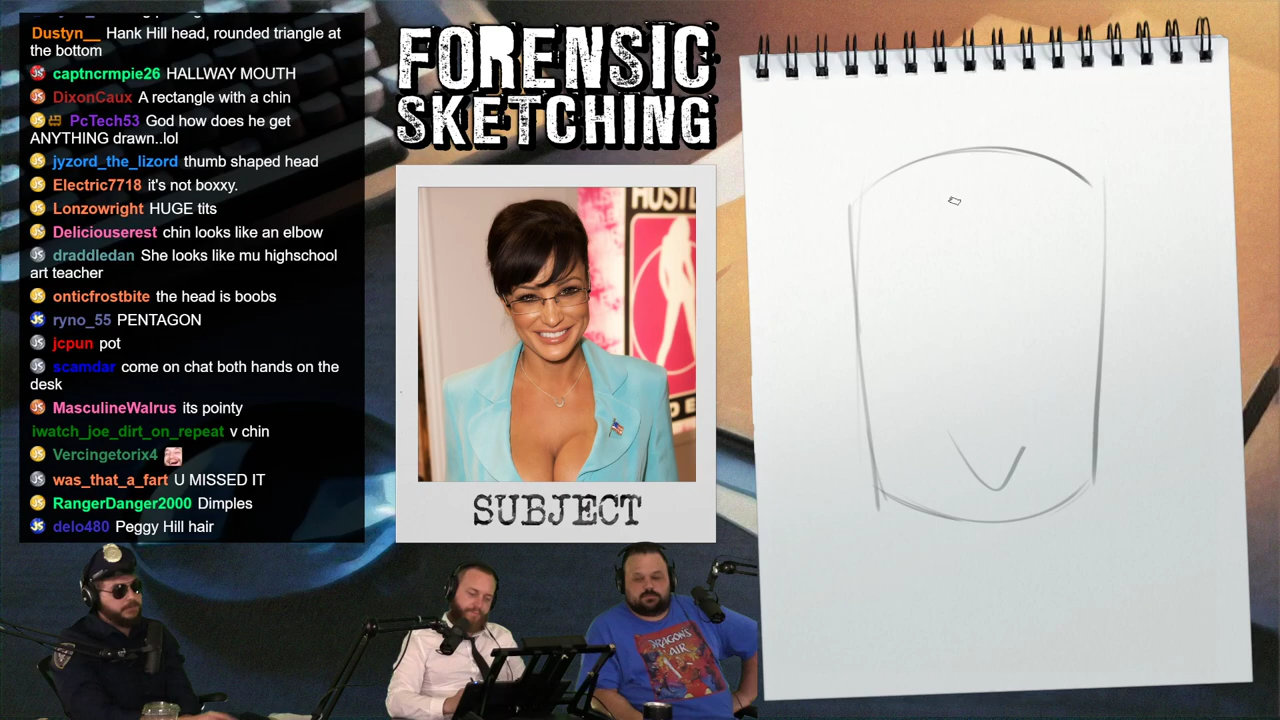 Dustyn__ Hank Hill head, rounded triangle at
the bottom
captncrmpie26 HALLWAY MOUTH
DixonCaux A rectangle with a chin
PcTech53 God how does he get
ANYTHING drawn..lol
jyzord_the_lizord thumb shaped head
Electric7718 it's not boxxy.
Lonzowright HUGE tits
Deliciouserest chin looks like an elbow
draddledan She looks like mu highschool
art teacher
onticfrostbite the head is boobs
ryno_55 PENTAGON
jcpun pot
scamdar come on chat both hands on the
desk
MasculineWalrus its pointy
iwatch_joe_dirt_on_repeat v chin
Vercingetorix4
was_that_a_fart U MISSED IT
RangerDanger2000 Dimples
delo480 Peggy Hill hair
FORENSIC
SKETCHING
HUSTL
SUBJECT
DRAGON'S
AIR